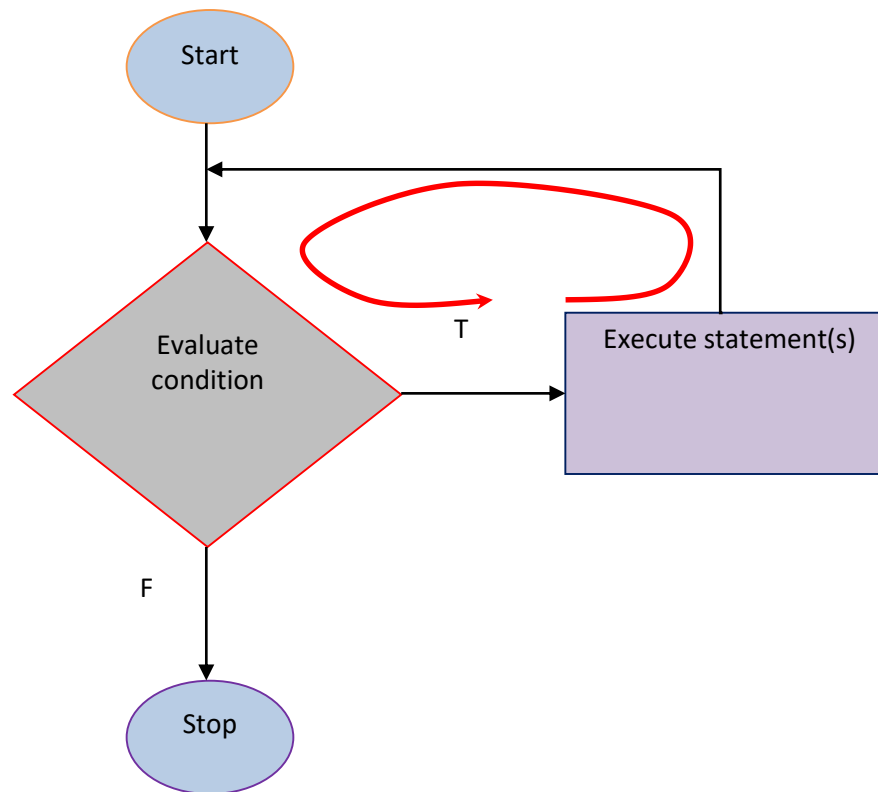 Start
T
Evaluate
condition
Execute statement(s)
F
Stop